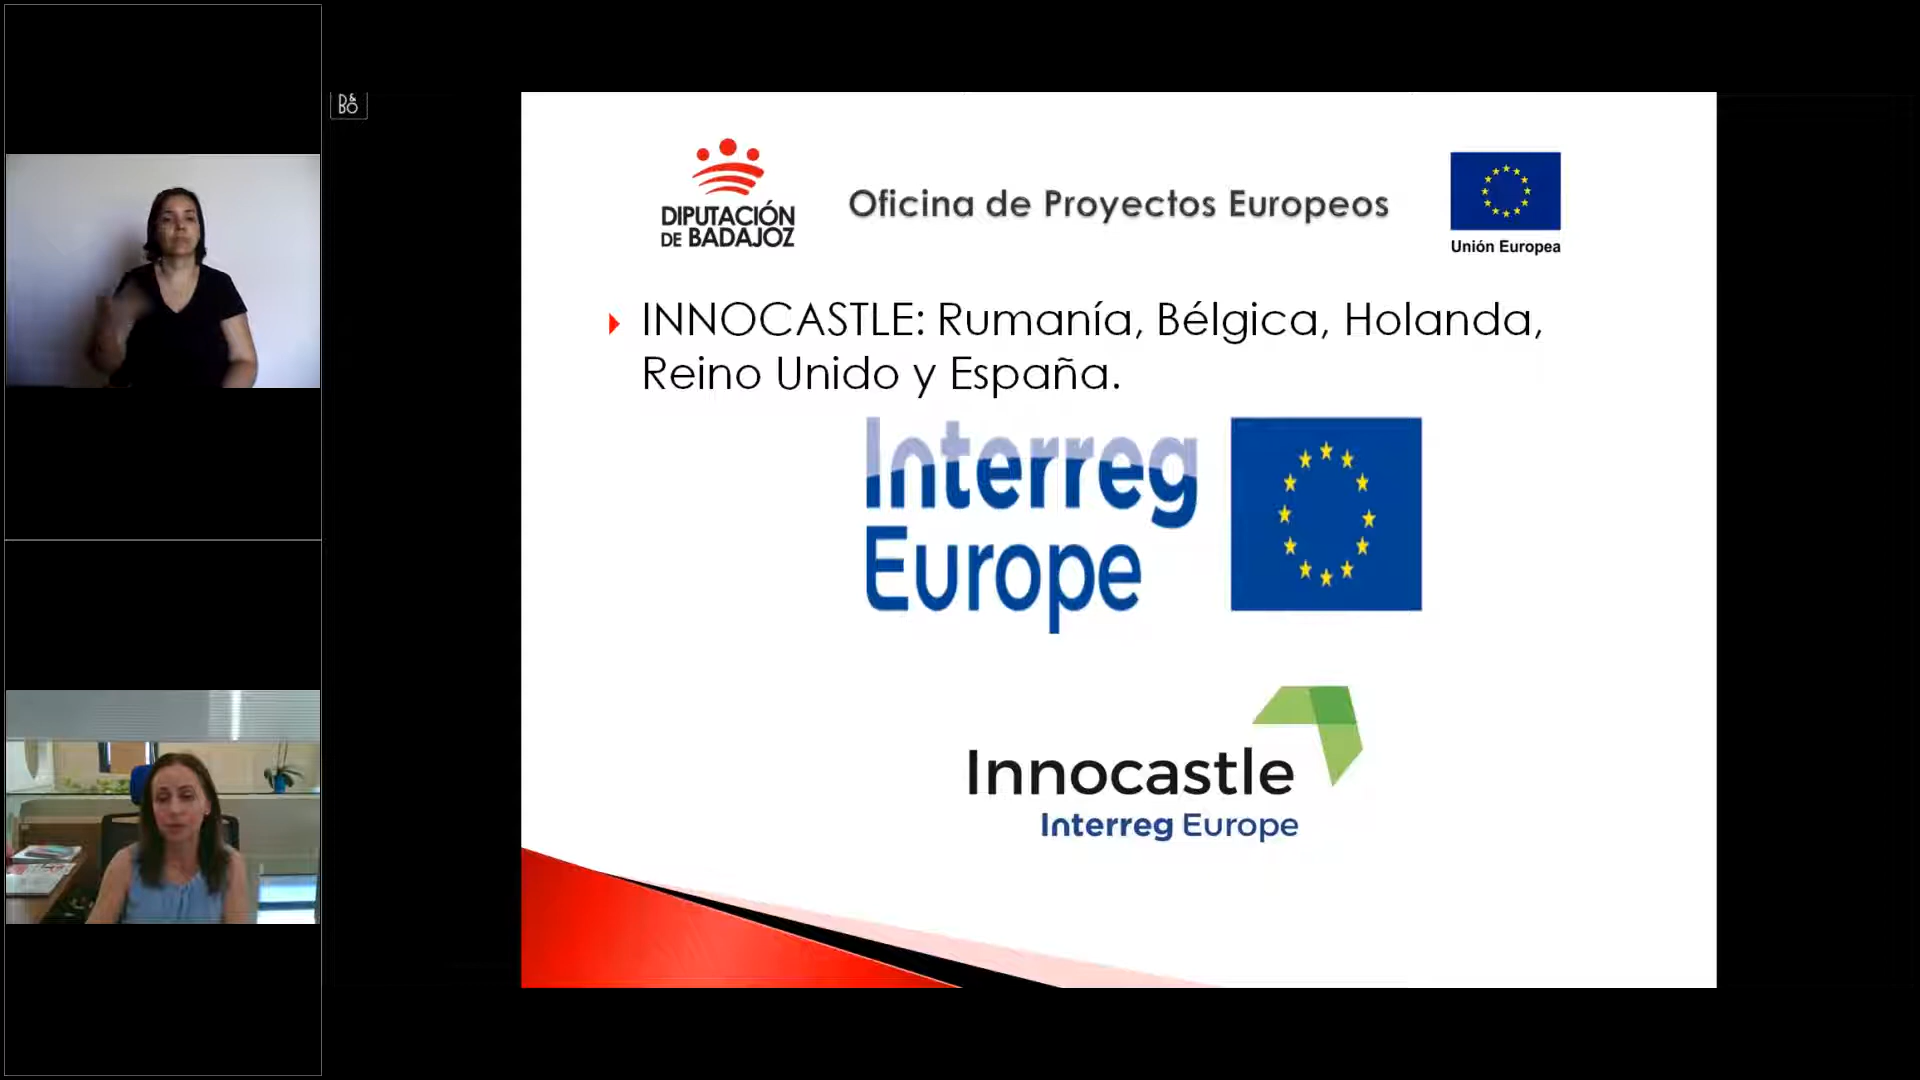 B&O
DIPUTACIÓN
DE BADAJOZ
Oficina de Proyectos Europeos
Unión Europea
INNOCASTLE: Rumanía, Bélgica, Holanda,
Reino Unido y España.
Interreg
Europe
Innocastle
Interreg Europe